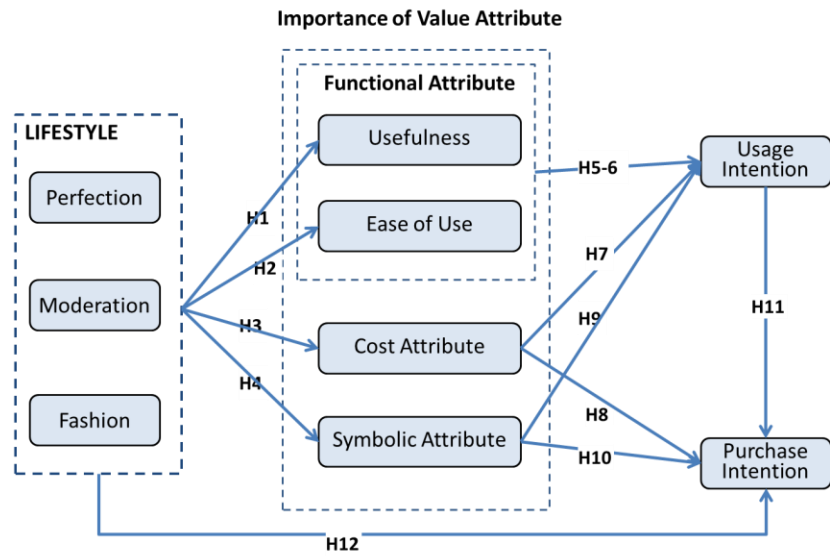 Importance of Value Attribute
Functional Attribute
LIFESTYLE
Usefulness
Usage
Intention
H5-6
Perfection
H1
Ease of Use
H2
H7
Moderation
H9
H11
H3
Cost Attribute
H4
H8
Fashion
Symbolic Attribute
H10
Purchase
Intention
H12